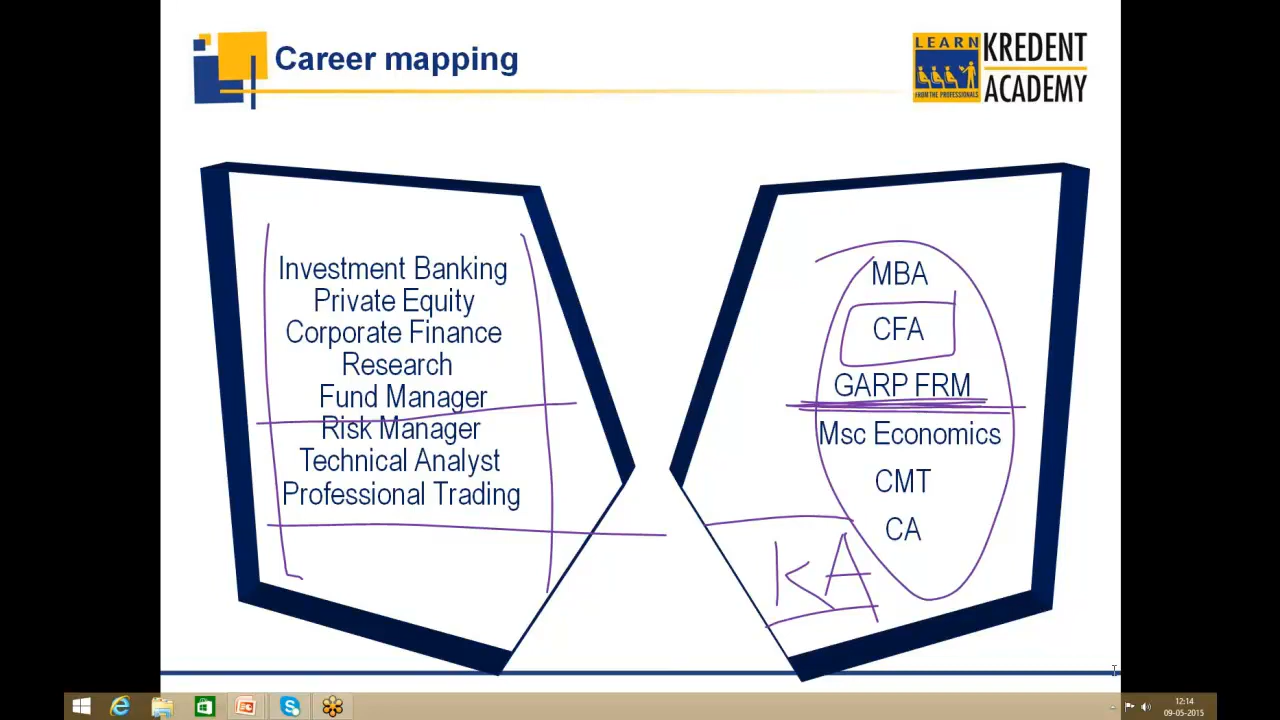 Career mapping
LEARN
FROM THE PROFESSIONALS
KREDENT
ACADEMY
Investment Banking
Private Equity
Corporate Finance
Research
Fund Manager
Risk Manager
Technical Analyst
Professional Trading
MBA
CFA
GARP FRM
Msc Economics
CMT
CA
KA
12:14
09-05-2015